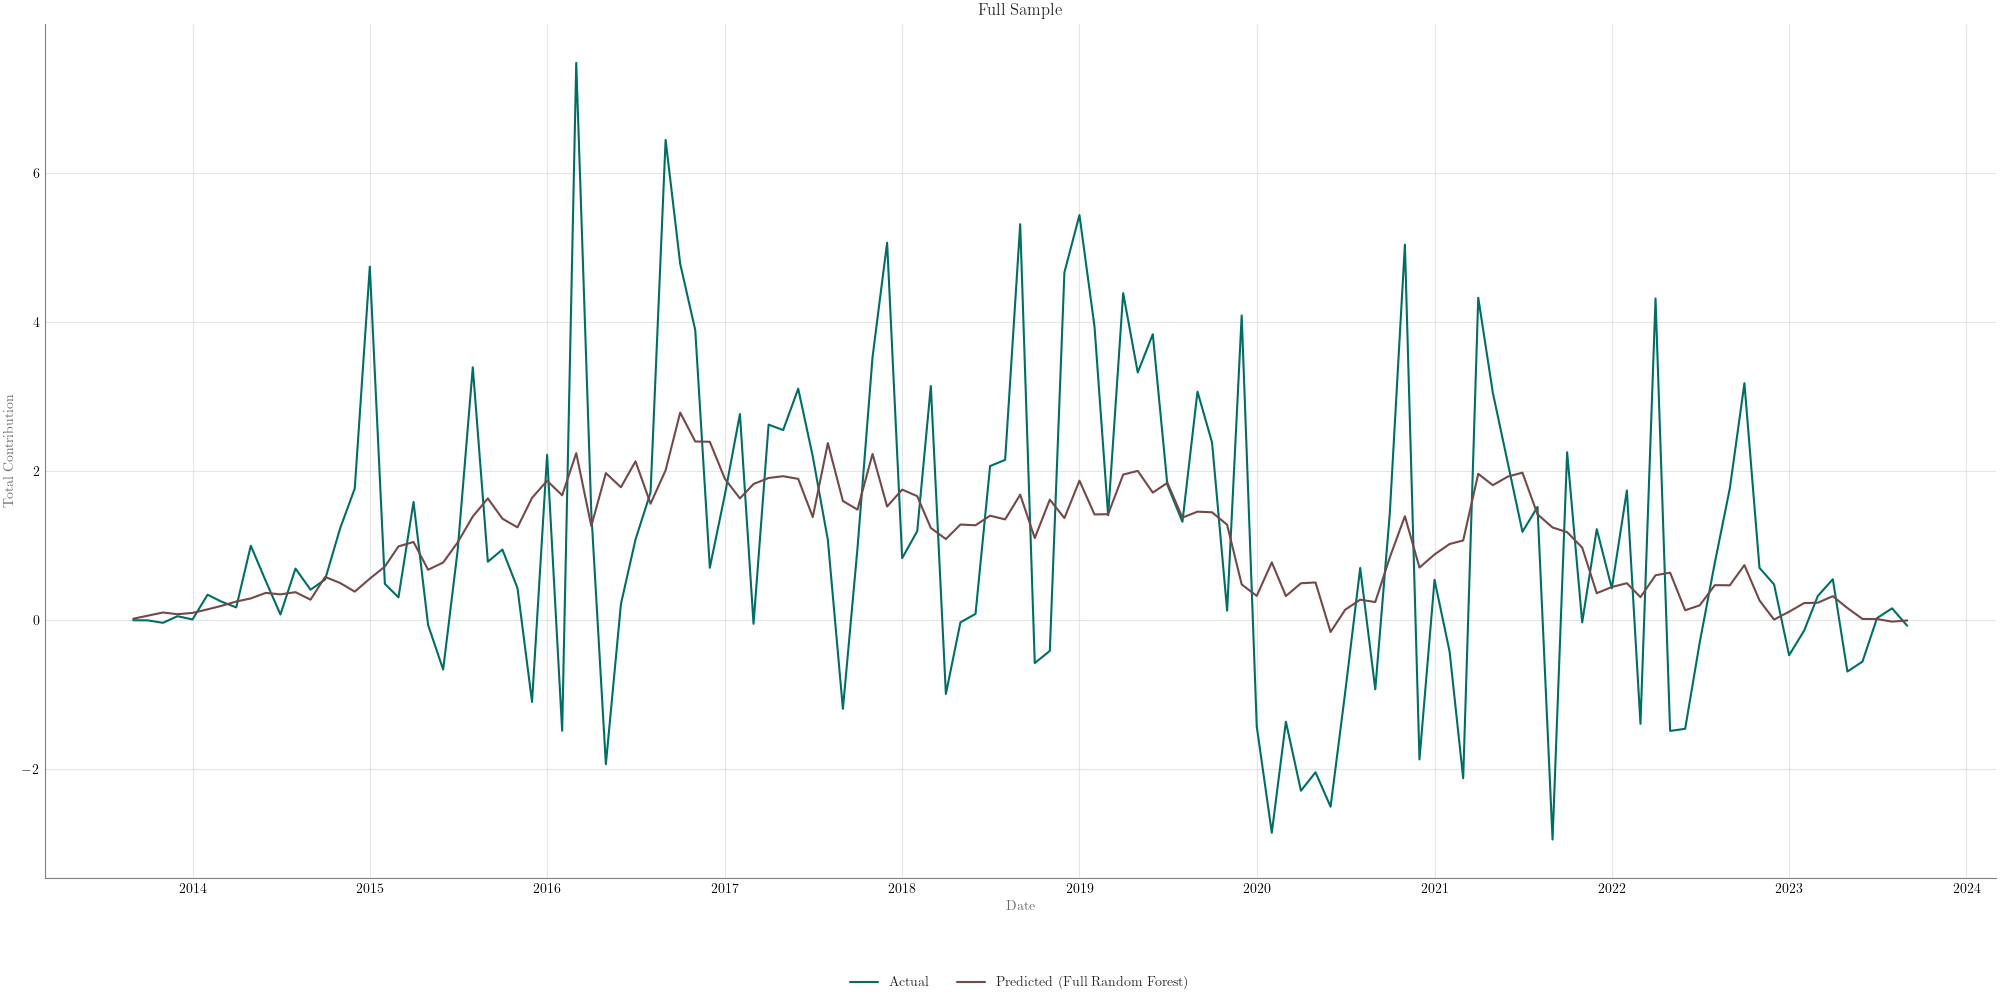 Full Sample
Total Contribution
6
4
2
0
−2
2014 2015 2016 2017 2018 2019 2020 2021 2022 2023 2024
Date
Actual Predicted (Full Random Forest)